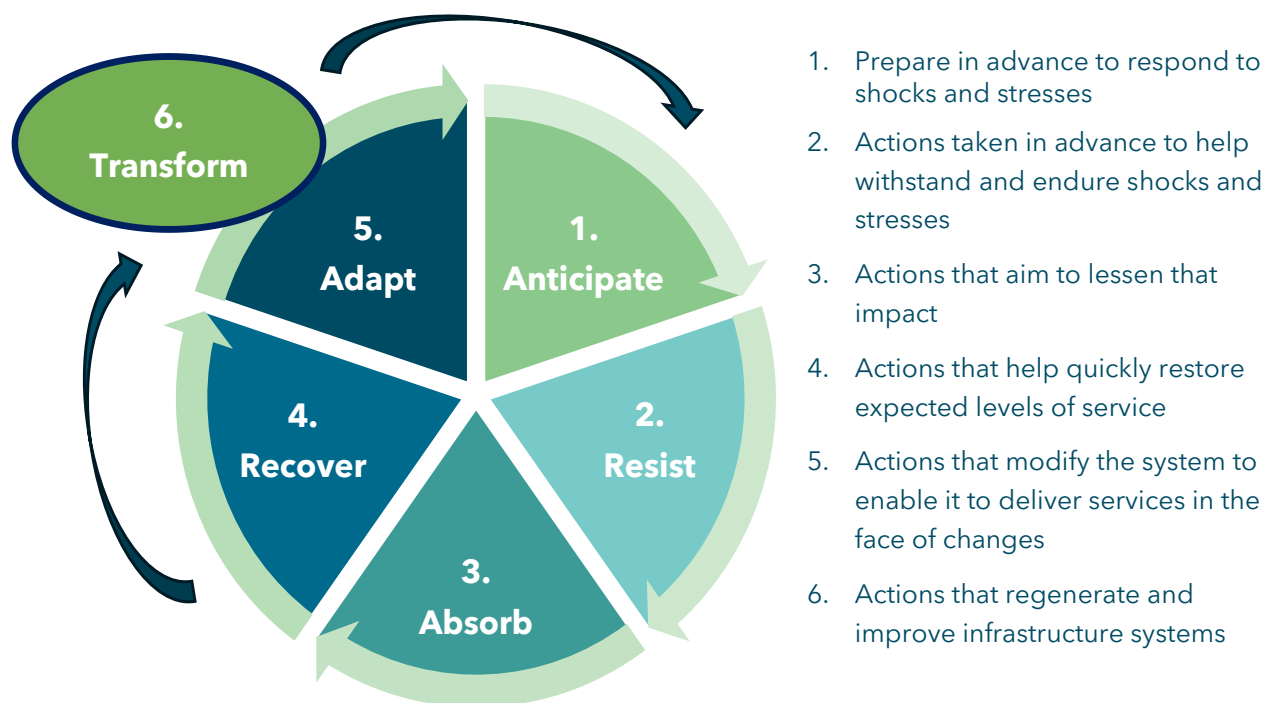 6.
Transform
5.
Adapt
1.
Anticipate
4.
Recover
2.
Resist
3.
Absorb
1. Prepare in advance to respond to
shocks and stresses
2. Actions taken in advance to help
withstand and endure shocks and
stresses
3. Actions that aim to lessen that
impact
4. Actions that help quickly restore
expected levels of service
5. Actions that modify the system to
enable it to deliver services in the
face of changes
6. Actions that regenerate and
improve infrastructure systems